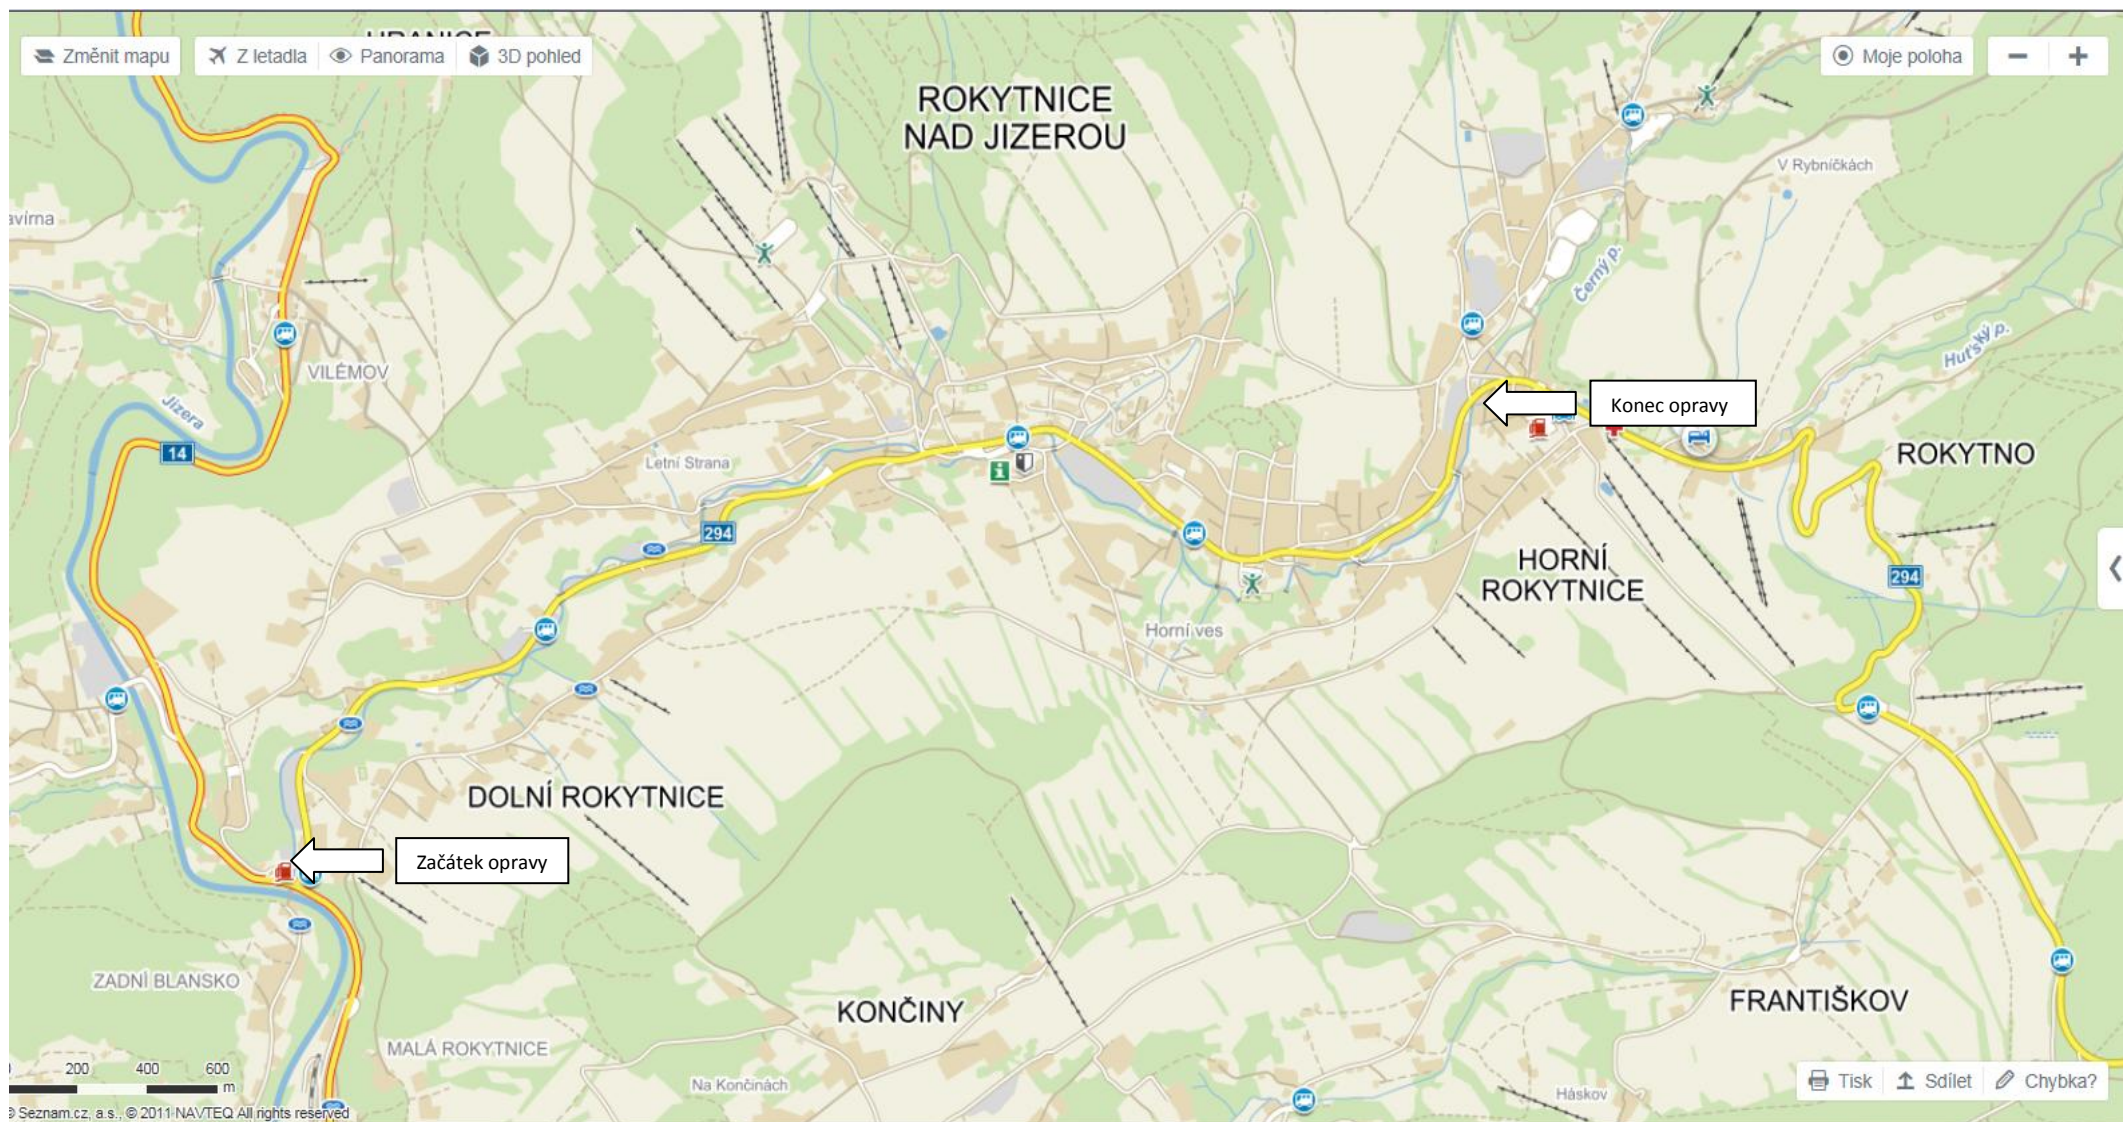 HRANICE
Změnit mapu
Z letadla
Panorama
3D pohled
Moje poloha
ROKYTNICE
NAD JIZEROU
V Rybníčkách
avírna
Černý p.
Huťský p.
VILÉMOV
Jizera
Konec opravy
14
Letní Strana
ROKYTNO
294
HORNÍ
ROKYTNICE
294
Horní ves
DOLNÍ ROKYTNICE
Začátek opravy
ZADNÍ BLANSKO
KONČINY
FRANTIŠKOV
MALÁ ROKYTNICE
200 400 600
m
Na Končinách
Háskov
Tisk
Sdílet
Chybka?
© Seznam.cz, a.s., © 2011 NAVTEQ All rights reserved